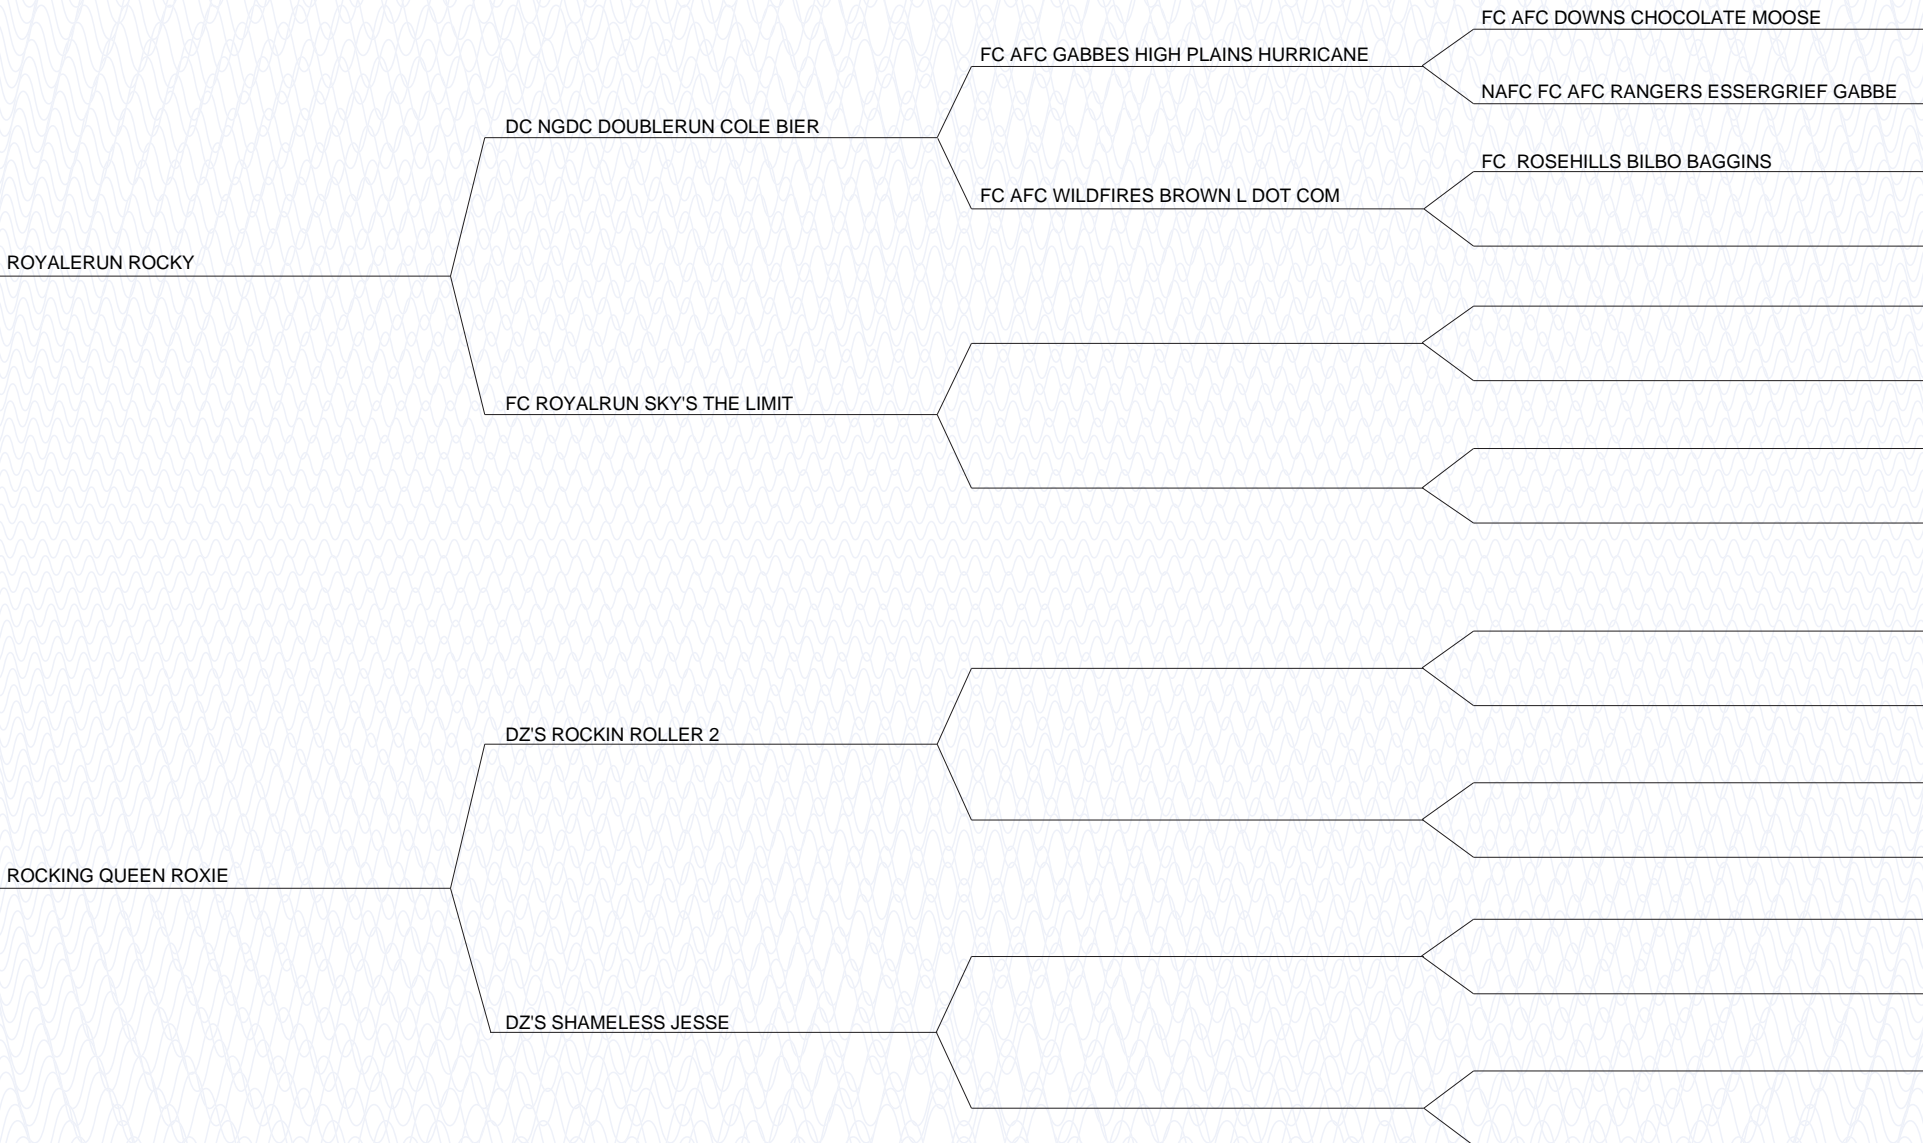 FC AFC DOWNS CHOCOLATE MOOSE
FC AFC GABBES HIGH PLAINS HURRICANE
NAFC FC AFC RANGERS ESSERGRIEF GABBE
DC NGDC DOUBLERUN COLE BIER
FC  ROSEHILLS BILBO BAGGINS
FC AFC WILDFIRES BROWN L DOT COM
ROYALERUN ROCKY
FC ROYALRUN SKY'S THE LIMIT
DZ'S ROCKIN ROLLER 2
ROCKING QUEEN ROXIE
DZ'S SHAMELESS JESSE